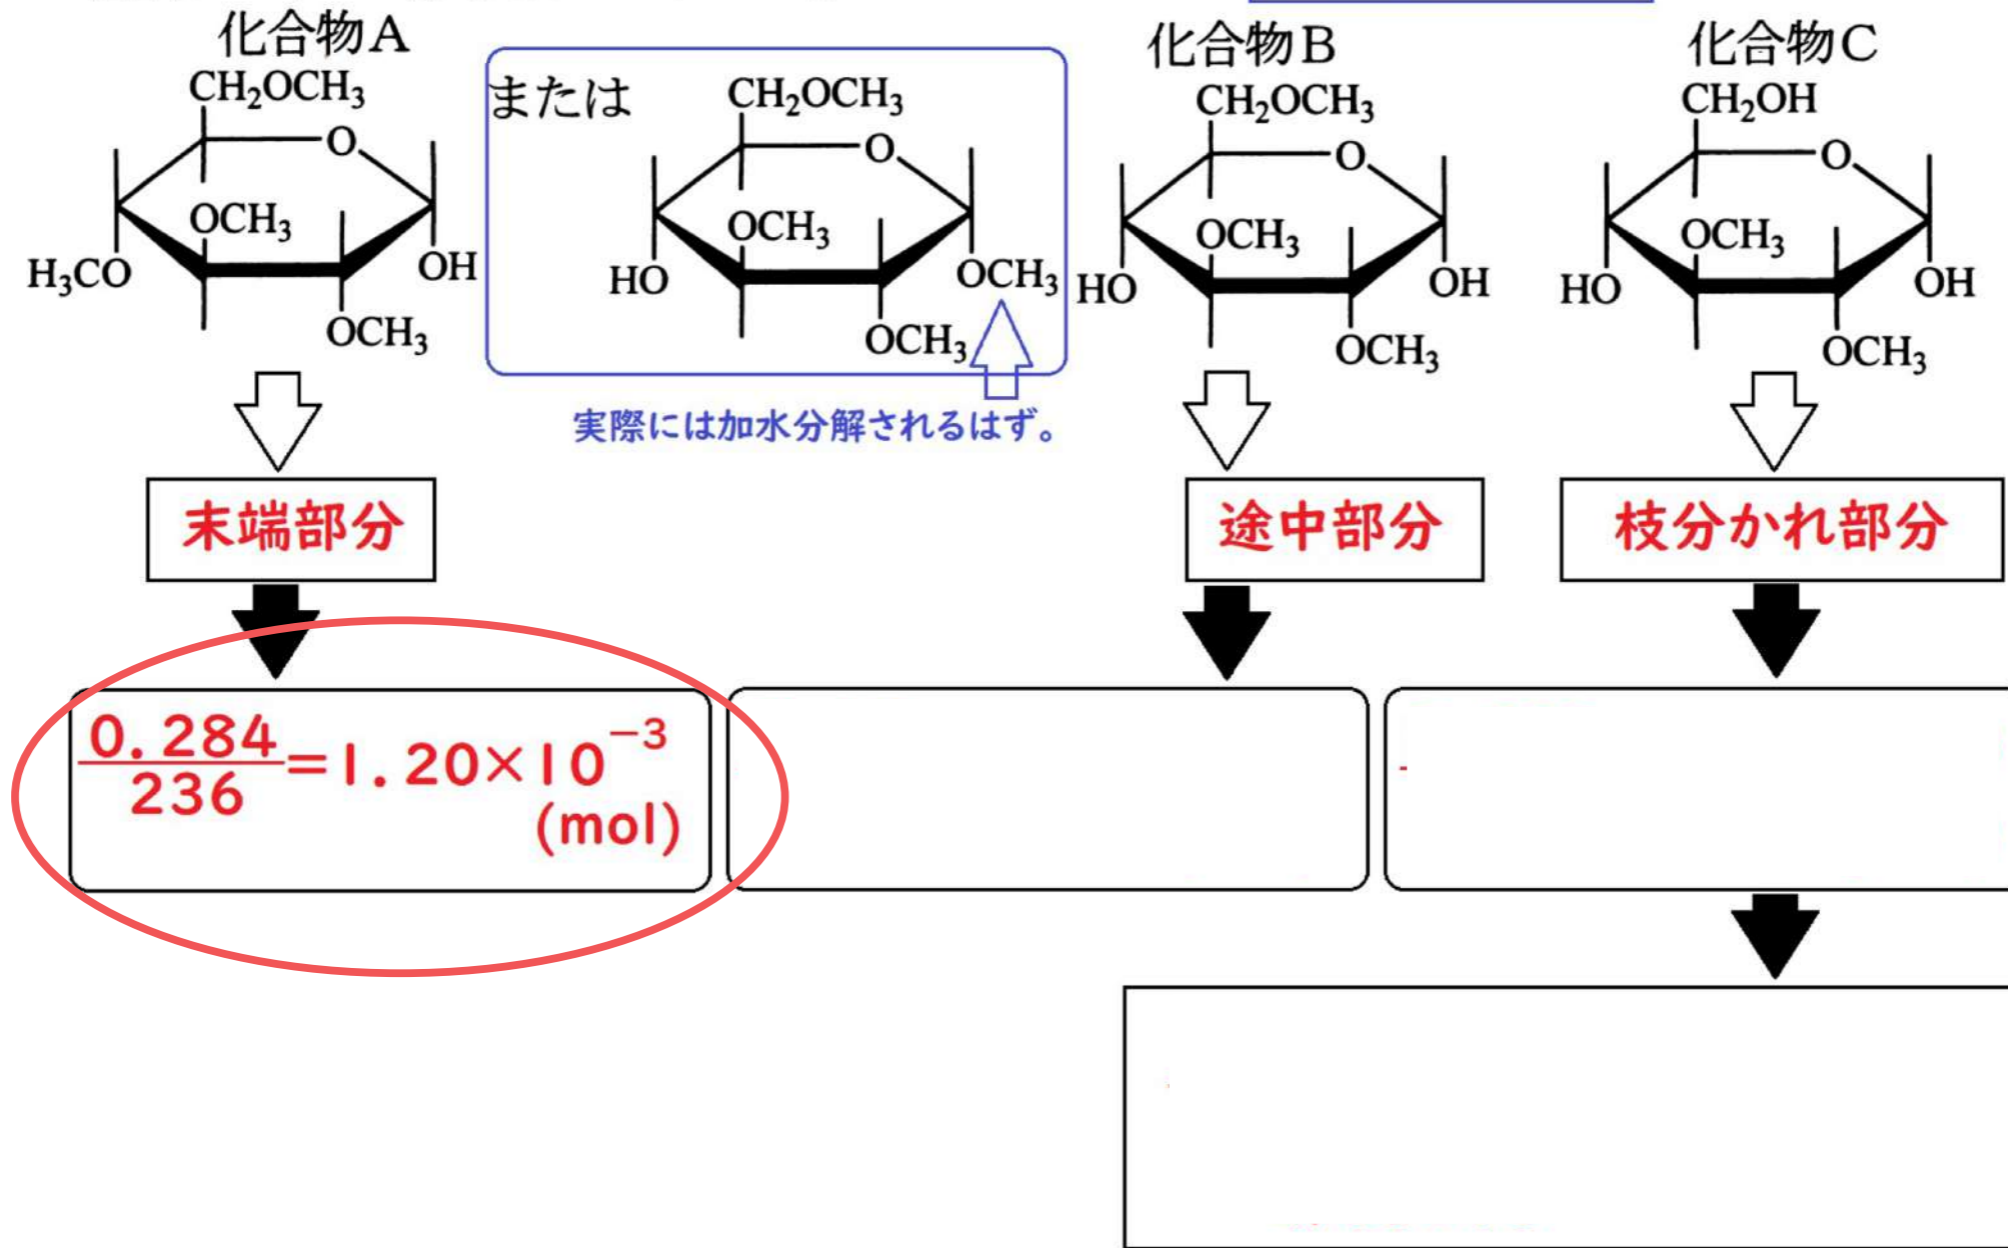 化合物A
CH₂OCH₃
O
OCH₃
H₃CO
OH
OCH₃
または
CH₂OCH₃
O
OCH₃
HO
OCH₃
OCH₃
実際には加水分解されるはず。
化合物B
CH₂OCH₃
O
OCH₃
HO
OH
OCH₃
化合物C
CH₂OH
O
OCH₃
HO
OH
OCH₃
末端部分
途中部分
枝分かれ部分
0.284
236
=1.20×10⁻³
(mol)